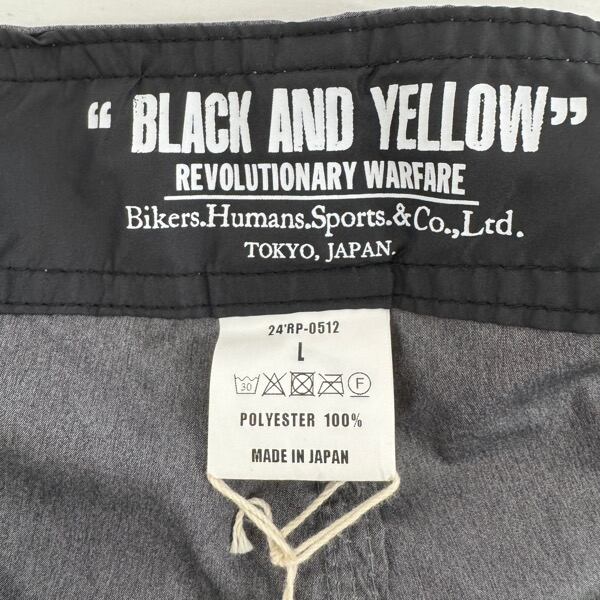 “BLACK AND YELLOW”
REVOLUTIONARY WARFARE
Bikers.Humans.Sports.&Co.,Ltd.
TOKYO, JAPAN.
24'RP-0512
L
30 F
POLYESTER 100%
MADE IN JAPAN